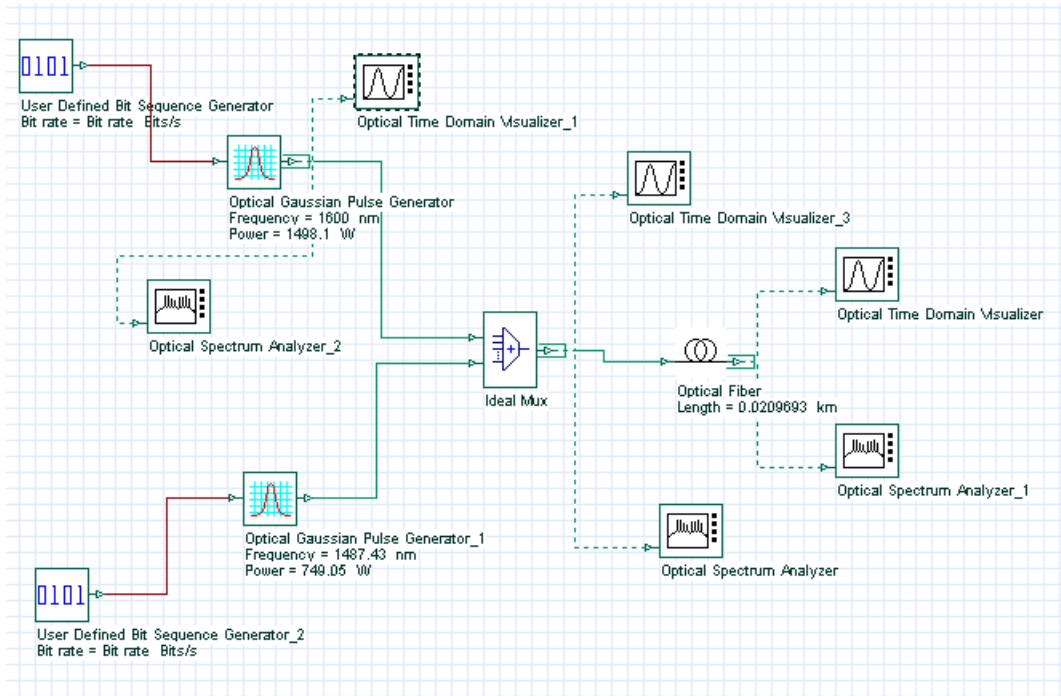 0101
User Defined Bit Sequence Generator
Bit rate = Bit rate Bits/s
Optical Time Domain Visualizer_1
Optical Gaussian Pulse Generator
Frequency = 1600 nm
Power = 1498.1 W
Optical Time Domain Visualizer_3
Optical Spectrum Analyzer_2
Optical Time Domain Visualizer
Ideal Mux
Optical Fiber
Length = 0.0209693 km
Optical Spectrum Analyzer_1
Optical Gaussian Pulse Generator_1
Frequency = 1487.43 nm
Power = 749.05 W
Optical Spectrum Analyzer
0101
User Defined Bit Sequence Generator_2
Bit rate = Bit rate Bits/s